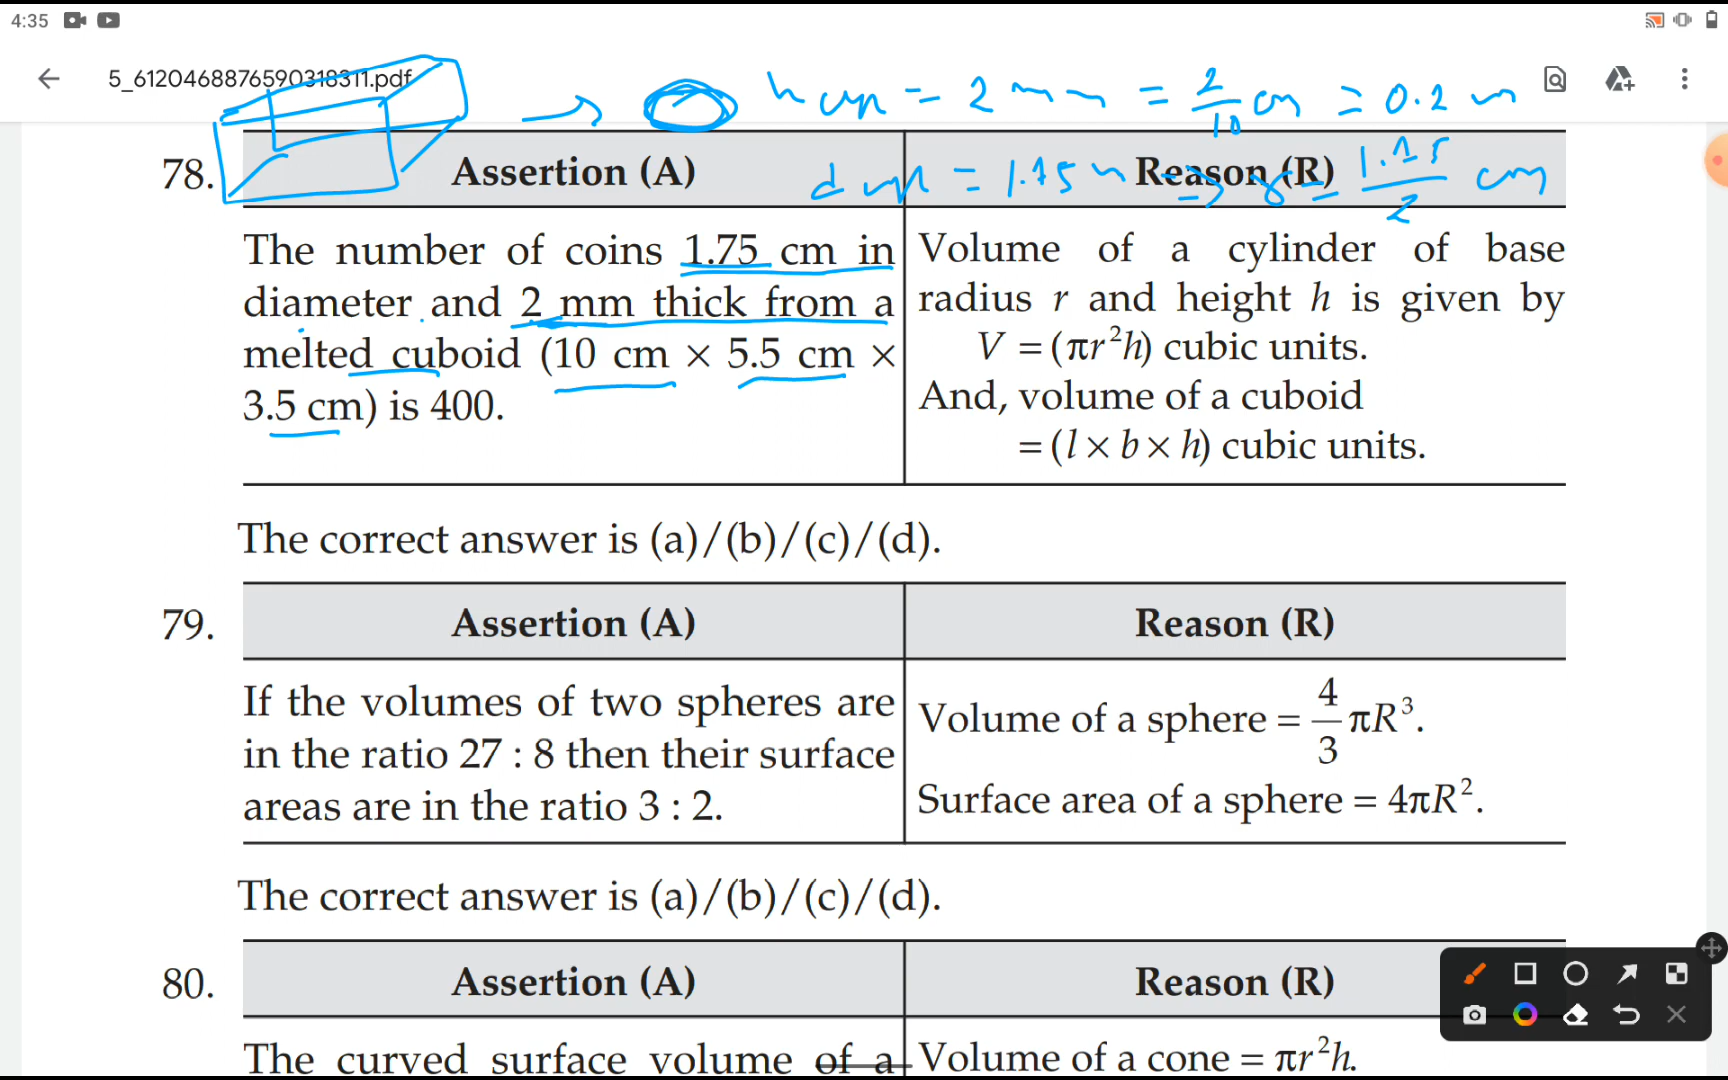 4:35
5_6120468876590318311.pdf
h cyl = 2 mm = 2/10 cm = 0.2 m
78. Assertion (A) Reason (R)
= 1.75
The number of coins 1.75 cm in
diameter and 2 mm thick from a
melted cuboid (10 cm × 5.5 cm ×
3.5 cm) is 400.
Volume of a cylinder of base
radius r and height h is given by
V = (πr²h) cubic units.
And, volume of a cuboid
= (l × b × h) cubic units.
The correct answer is (a)/(b)/(c)/(d).
79. Assertion (A) Reason (R)
If the volumes of two spheres are
in the ratio 27 : 8 then their surface
areas are in the ratio 3 : 2.
Volume of a sphere = 4/3 πR³.
Surface area of a sphere = 4πR².
The correct answer is (a)/(b)/(c)/(d).
80. Assertion (A) Reason (R)
The curved surface volume of a
Volume of a cone = πr²h.